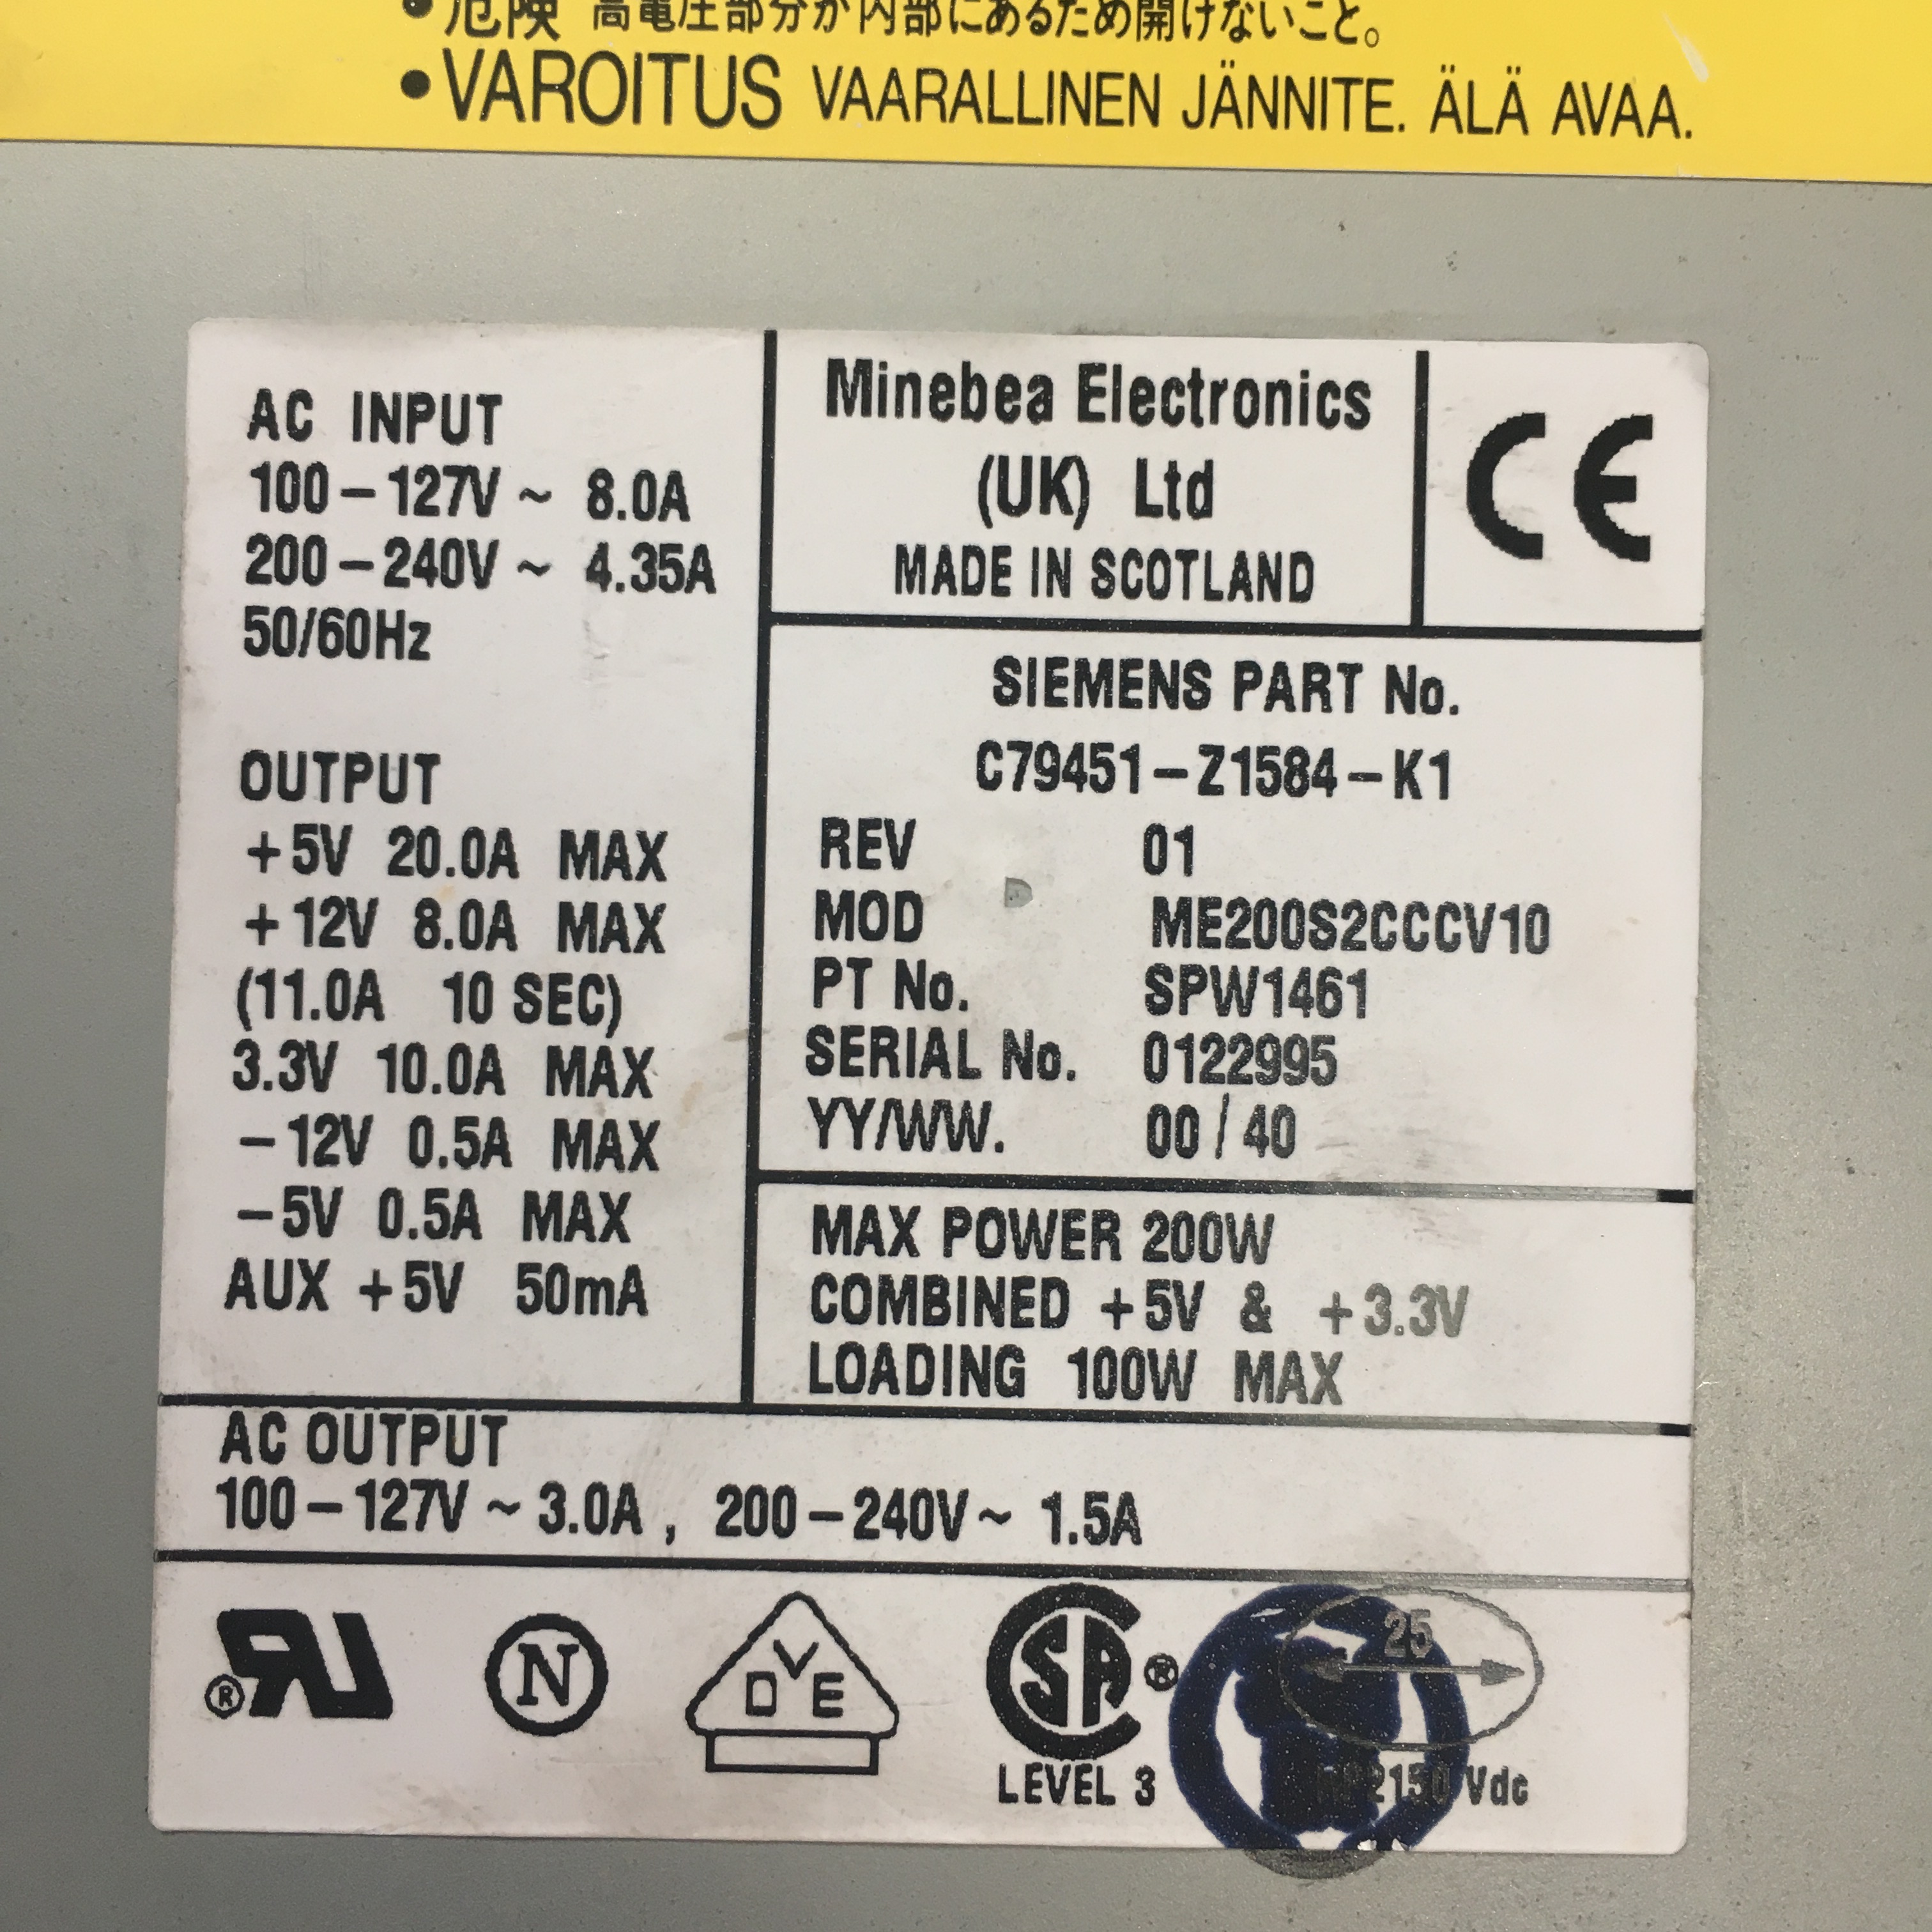 • 危険 高電圧部分が内部にあるため開けないこと。
• VAROITUS VAARALLINEN JÄNNITE. ÄLÄ AVAA.
AC INPUT
100-127V ~ 8.0A
200-240V ~ 4.35A
50/60Hz
OUTPUT
+5V 20.0A MAX
+12V 8.0A MAX
(11.0A 10 SEC)
3.3V 10.0A MAX
-12V 0.5A MAX
-5V 0.5A MAX
AUX +5V 50mA
Minebea Electronics
(UK) Ltd
MADE IN SCOTLAND
CE
SIEMENS PART No.
C79451-Z1584-K1
REV 01
MOD ME200S2CCCV10
PT No. SPW1461
SERIAL No. 0122995
YY/WW. 00/40
MAX POWER 200W
COMBINED +5V & +3.3V
LOADING 100W MAX
AC OUTPUT
100-127V ~ 3.0A, 200-240V ~ 1.5A
® RU
N
DVE
SA ®
LEVEL 3
25
Vdc